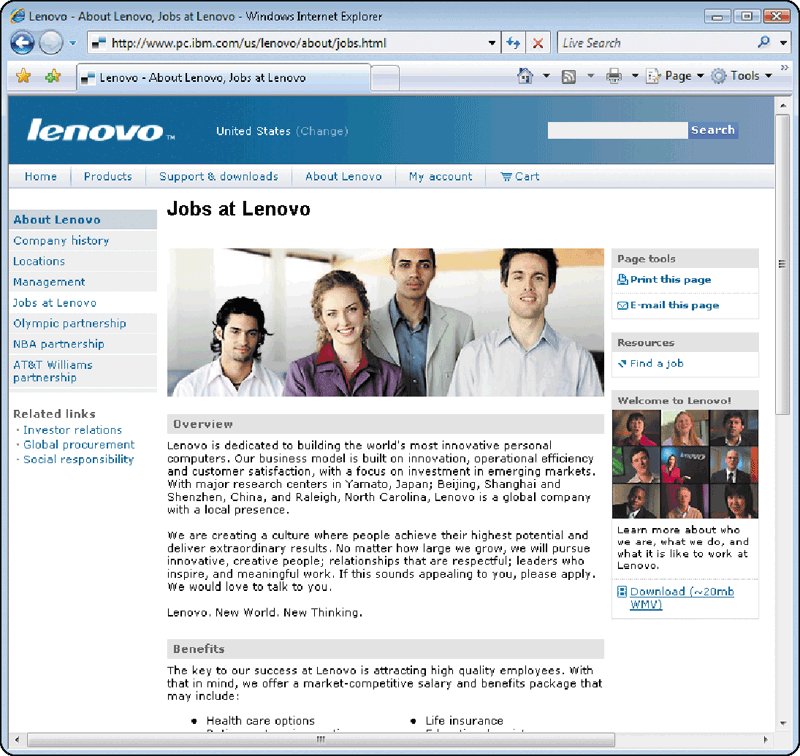 Lenovo - About Lenovo, Jobs at Lenovo - Windows Internet Explorer
http://www.pc.ibm.com/us/lenovo/about/jobs.html
Live Search
Lenovo - About Lenovo, Jobs at Lenovo
Page
Tools
lenovo TM
United States (Change)
Search
Home
Products
Support & downloads
About Lenovo
My account
Cart
About Lenovo
Company history
Locations
Management
Jobs at Lenovo
Olympic partnership
NBA partnership
AT&T Williams
partnership
Related links
· Investor relations
· Global procurement
· Social responsibility
Jobs at Lenovo
Overview
Lenovo is dedicated to building the world's most innovative personal
computers. Our business model is built on innovation, operational efficiency
and customer satisfaction, with a focus on investment in emerging markets.
With major research centers in Yamato, Japan; Beijing, Shanghai and
Shenzhen, China, and Raleigh, North Carolina, Lenovo is a global company
with a local presence.
We are creating a culture where people achieve their highest potential and
deliver extraordinary results. No matter how large we grow, we will pursue
innovative, creative people; relationships that are respectful; leaders who
inspire, and meaningful work. If this sounds appealing to you, please apply.
We would love to talk to you.
Lenovo. New World. New Thinking.
Benefits
The key to our success at Lenovo is attracting high quality employees. With
that in mind, we offer a market-competitive salary and benefits package that
may include:
• Health care options
• Life insurance
Page tools
Print this page
E-mail this page
Resources
Find a job
Welcome to Lenovo!
lenovo
Learn more about who
we are, what we do, and
what it is like to work at
Lenovo.
Download (~20mb
WMV)